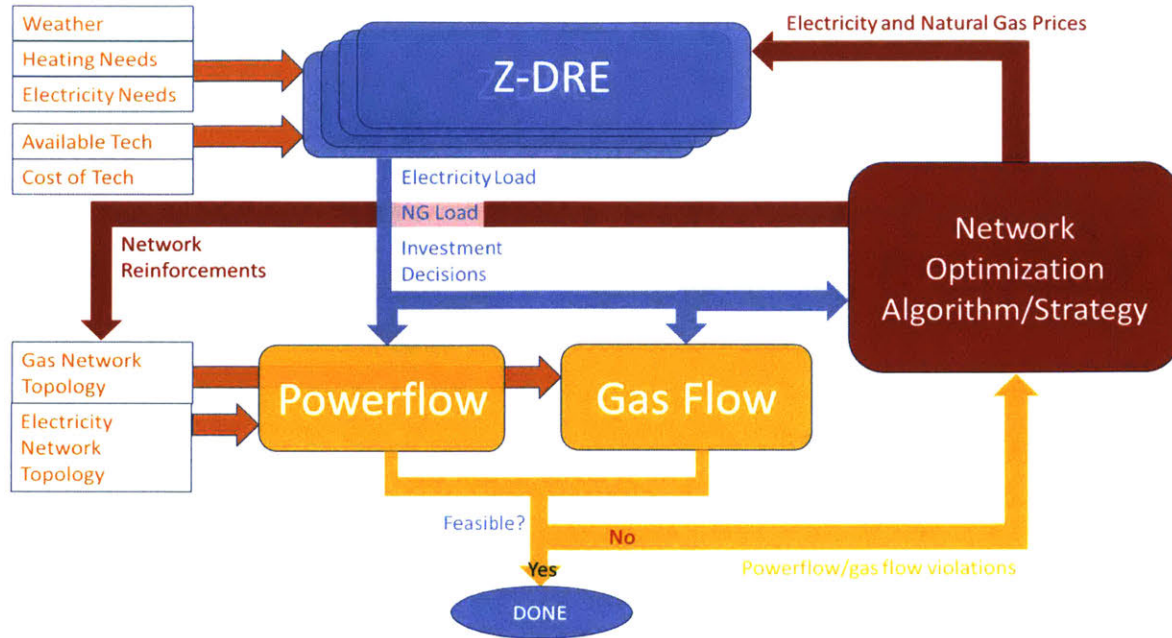 Weather
Heating Needs
Electricity Needs
Available Tech
Cost of Tech
Z-DRE
Electricity and Natural Gas Prices
Electricity Load
NG Load
Investment
Decisions
Network
Reinforcements
Network
Optimization
Algorithm/Strategy
Gas Network
Topology
Electricity
Network
Topology
Powerflow
Gas Flow
Feasible?
No
Yes
Powerflow/gas flow violations
DONE